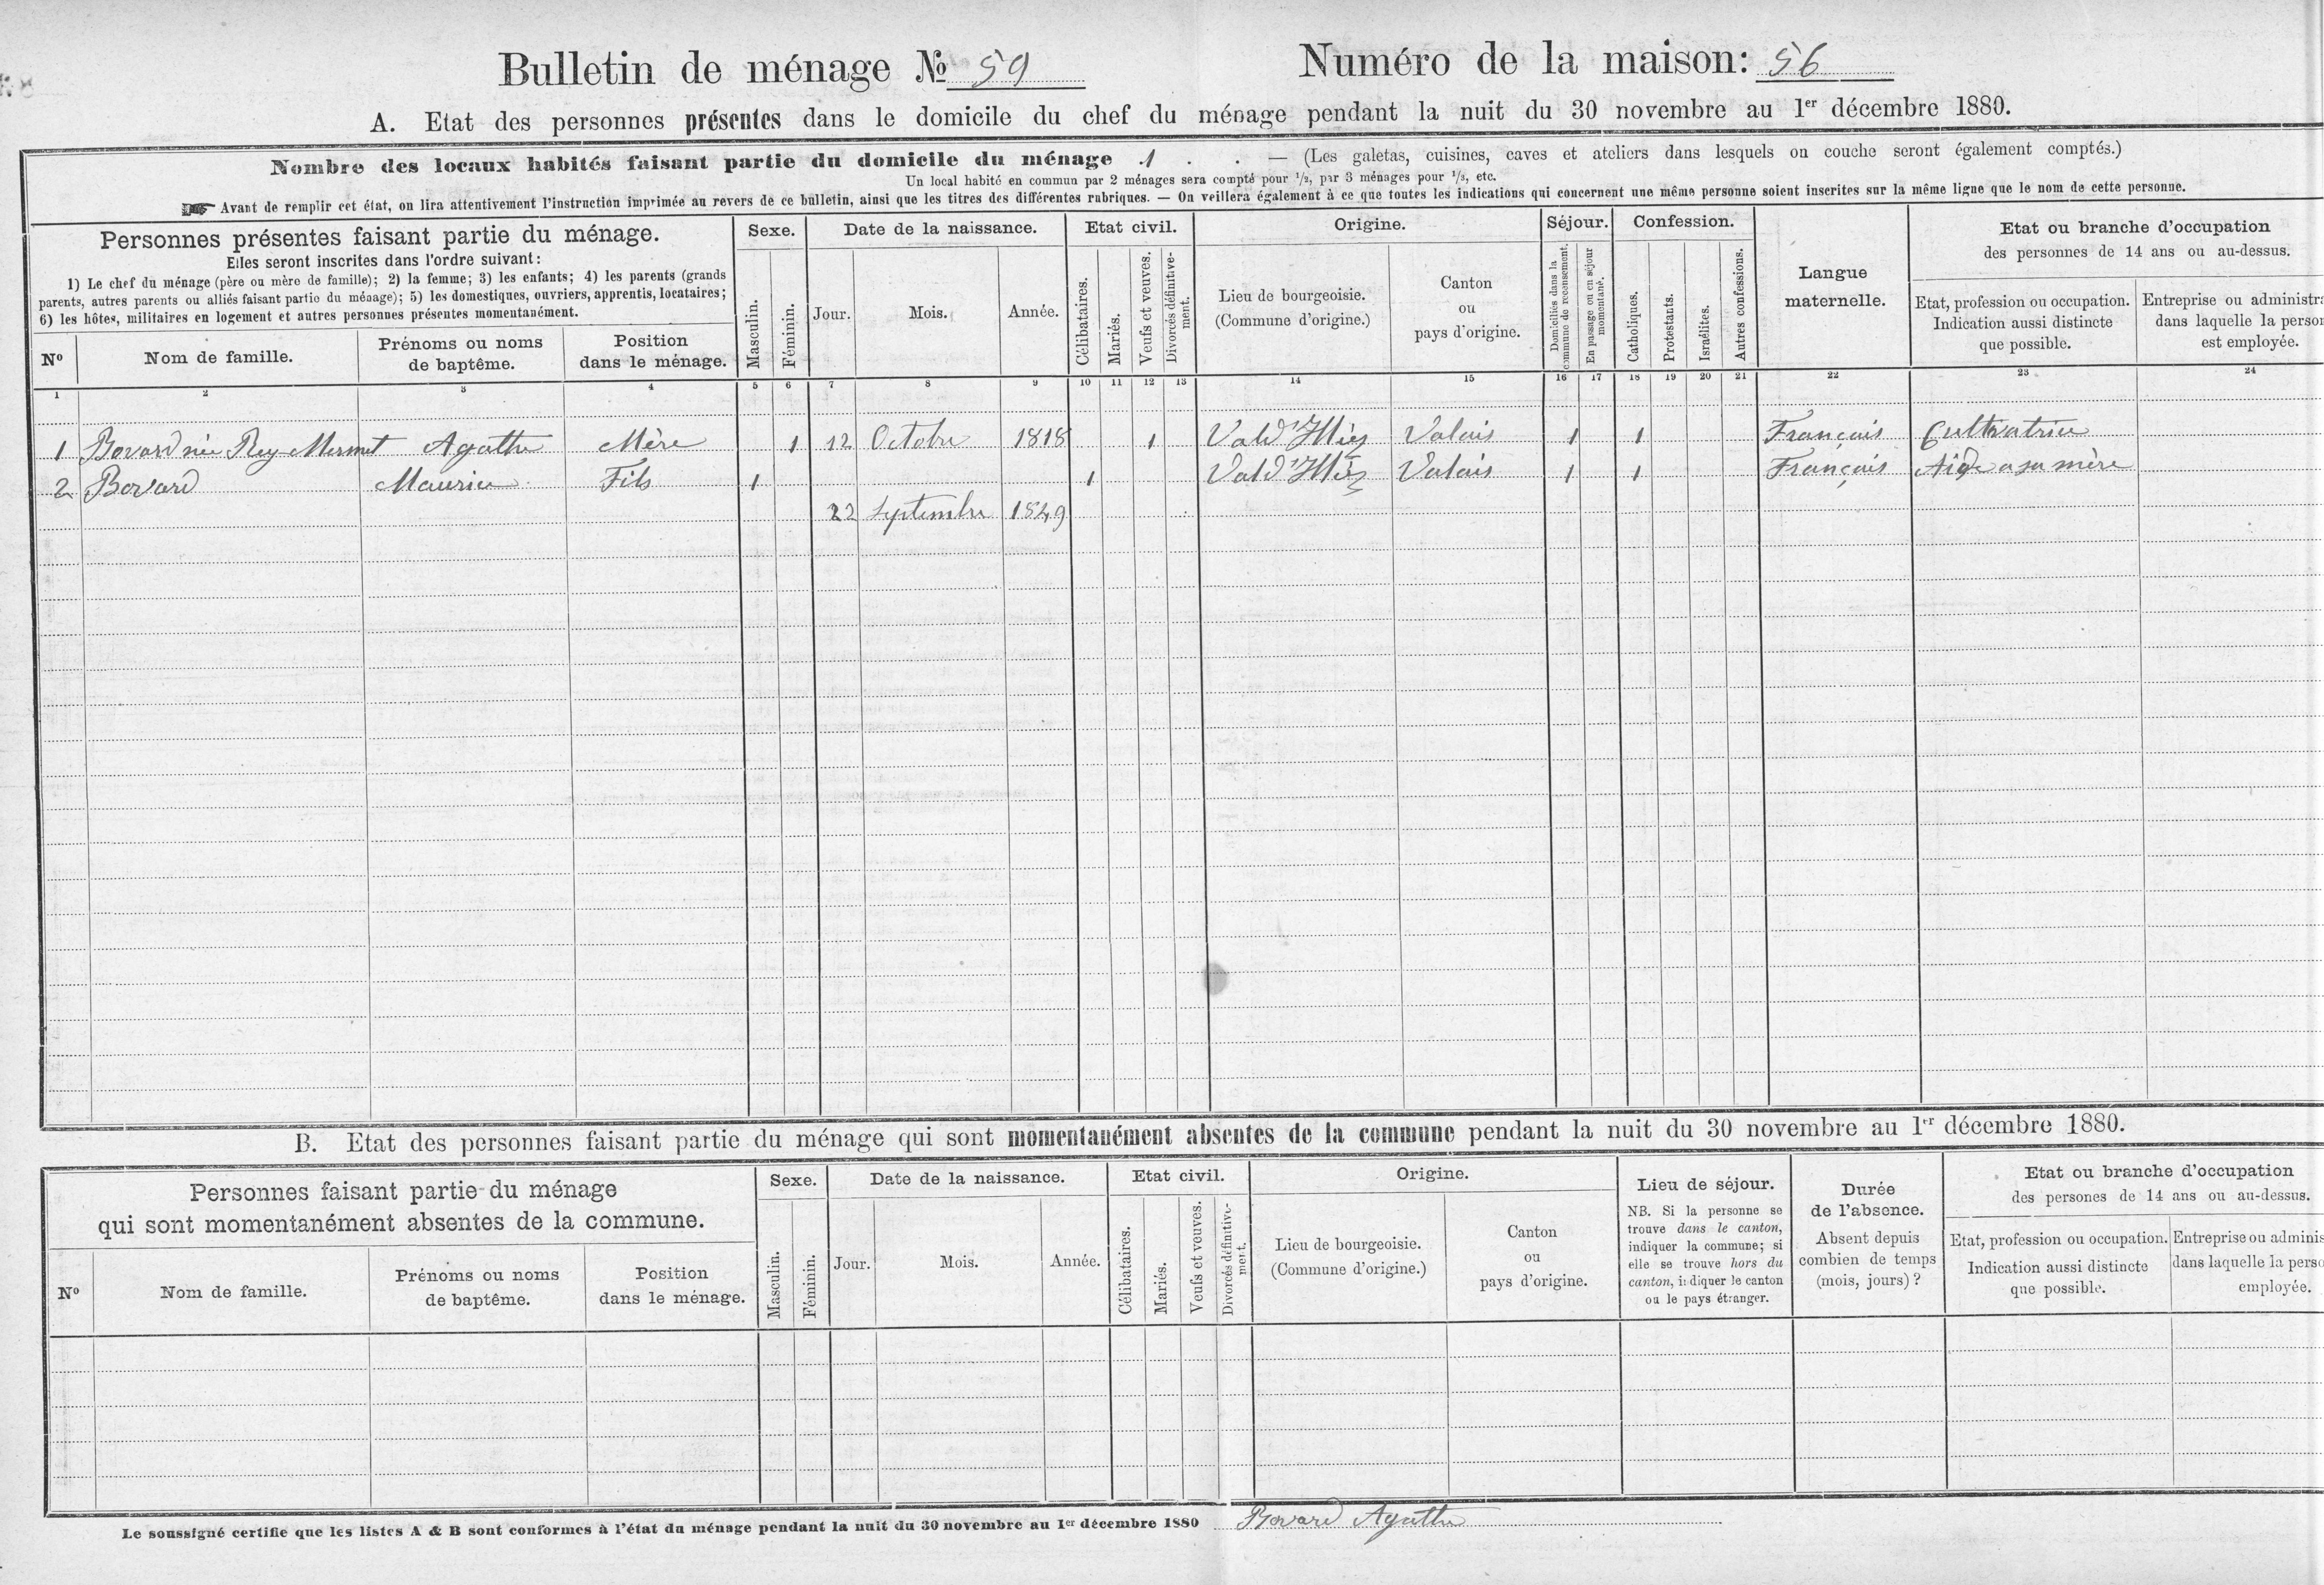 Bulletin de ménage № 59
Numéro de la maison: 56
A. Etat des personnes présentes dans le domicile du chef du ménage pendant la nuit du 30 novembre au 1er décembre 1880.
Nombre des locaux habités faisant partie du domicile du ménage 1 . . — (Les galetas, cuisines, caves et ateliers dans lesquels on couche seront également comptés.)
Un local habité en commun par 2 ménages sera compté pour 1/2, par 3 ménages pour 1/3, etc.
Avant de remplir cet état, on lira attentivement l'instruction imprimée au revers de ce bulletin, ainsi que les titres des différentes rubriques. — On veillera également à ce que toutes les indications qui concernent une même personne soient inscrites sur la même ligne que le nom de cette personne.
Personnes présentes faisant partie du ménage.
Elles seront inscrites dans l'ordre suivant:
1) Le chef du ménage (père ou mère de famille); 2) la femme; 3) les enfants; 4) les parents (grands
parents, autres parents ou alliés faisant partie du ménage); 5) les domestiques, ouvriers, apprentis, locataires;
6) les hôtes, militaires en logement et autres personnes présentes momentanément.
Nº
Nom de famille.
Prénoms ou noms
de baptême.
Position
dans le ménage.
Sexe.
Masculin.
Féminin.
Date de la naissance.
Jour.
Mois.
Année.
Etat civil.
Célibataires.
Mariés.
Veufs et veuves.
Divorcés définitive-
ment.
Origine.
Lieu de bourgeoisie.
(Commune d'origine.)
Canton
ou
pays d'origine.
Séjour.
Domiciliés dans la
commune de recensement.
En passage ou en séjour
momentané.
Confession.
Catholiques.
Protestants.
Israélites.
Autres confessions.
Langue
maternelle.
Etat ou branche d'occupation
des personnes de 14 ans ou au-dessus.
Etat, profession ou occupation.
Indication aussi distincte
que possible.
Entreprise ou administra
dans laquelle la person
est employée.
1 2 3 4 5 6 7 8 9 10 11 12 13 14 15 16 17 18 19 20 21 22 23 24
1 Bovard née Rey-Mermet Agathe Mère 1 12 Octobre 1818 1 Vald'Illiez Valais 1 1 Français Cultivatrice
2 Bovard Maurice Fils 1 1 Vald'Illiez Valais 1 1 Français Aide a sa mère
22 Septembre 1849
B. Etat des personnes faisant partie du ménage qui sont momentanément absentes de la commune pendant la nuit du 30 novembre au 1er décembre 1880.
Personnes faisant partie du ménage
qui sont momentanément absentes de la commune.
Nº
Nom de famille.
Prénoms ou noms
de baptême.
Position
dans le ménage.
Sexe.
Masculin.
Féminin.
Date de la naissance.
Jour.
Mois.
Année.
Etat civil.
Célibataires.
Mariés.
Veufs et veuves.
Divorcés définitive-
ment.
Origine.
Lieu de bourgeoisie.
(Commune d'origine.)
Canton
ou
pays d'origine.
Lieu de séjour.
NB. Si la personne se
trouve dans le canton,
indiquer la commune; si
elle se trouve hors du
canton, indiquer le canton
ou le pays étranger.
Durée
de l'absence.
Absent depuis
combien de temps
(mois, jours)?
Etat ou branche d'occupation
des persones de 14 ans ou au-dessus.
Etat, profession ou occupation.
Indication aussi distincte
que possible.
Entreprise ou adminis
dans laquelle la perso
employée.
Le soussigné certifie que les listes A & B sont conformes à l'état du ménage pendant la nuit du 30 novembre au 1er décembre 1880 Bovard Agathe